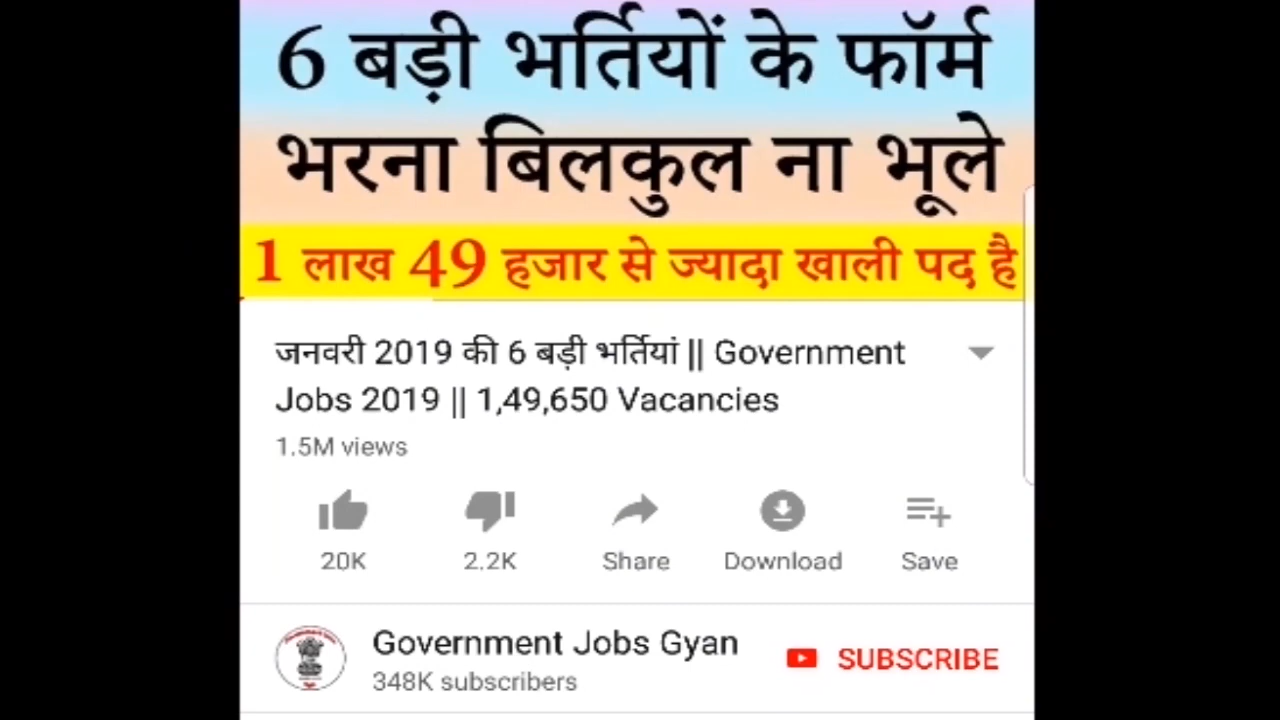 6 बड़ी भर्तियों के फॉर्म
भरना बिलकुल ना भूले
1 लाख 49 हजार से ज्यादा खाली पद है
जनवरी 2019 की 6 बड़ी भर्तियां || Government
Jobs 2019 || 1,49,650 Vacancies
1.5M views
20K 2.2K Share Download Save
Government Jobs Gyan
SUBSCRIBE
348K subscribers